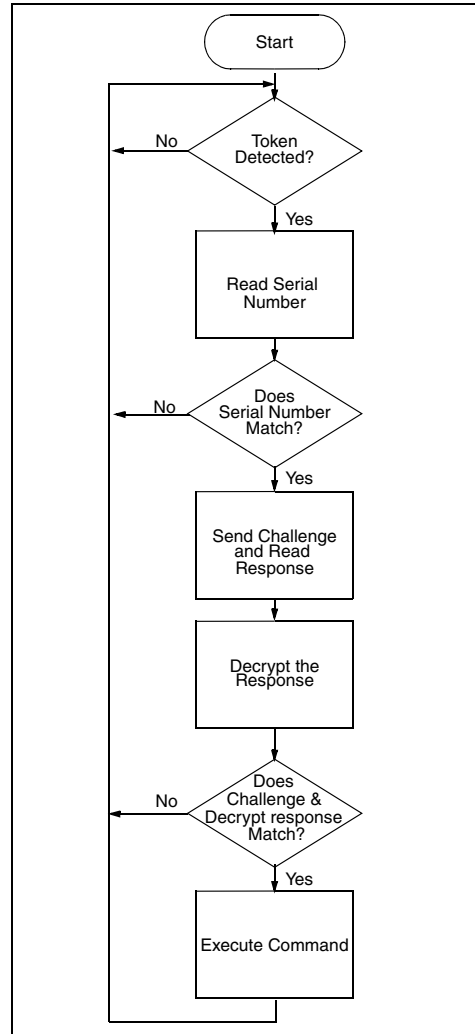 Start
Token
Detected?
No
Yes
Read Serial
Number
Does
Serial Number
Match?
No
Yes
Send Challenge
and Read
Response
Decrypt the
Response
Does
Challenge &
Decrypt response
Match?
No
Yes
Execute Command